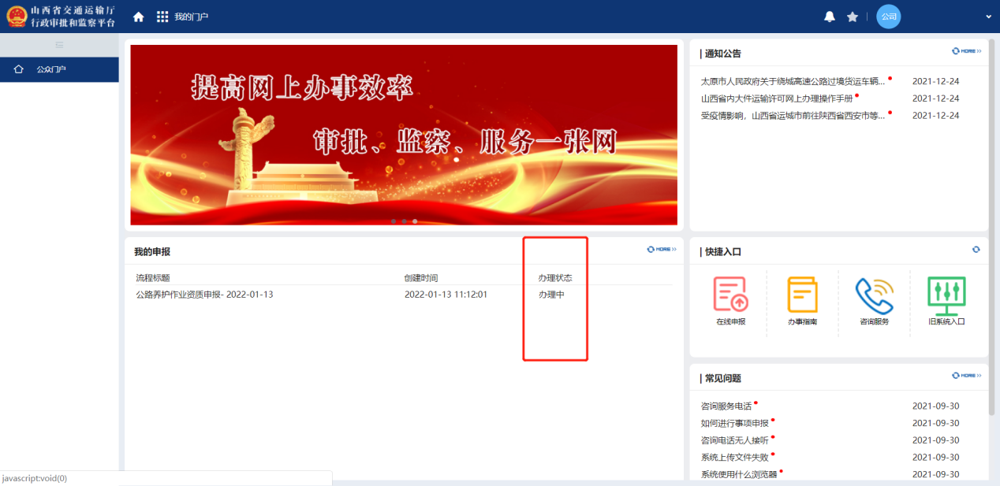 山西省交通运输厅
行政审批和监察平台
我的门户
公司
公众门户
提高网上办事效率
审批、监察、服务一张网
通知公告
MORE
太原市人民政府关于绕城高速公路过境货运车辆... 2021-12-24
山西省内大件运输许可网上办理操作手册 2021-12-24
受疫情影响，山西省运城市前往陕西省西安市等... 2021-12-24
我的申报
MORE
流程标题 创建时间 办理状态
公路养护作业资质申报- 2022-01-13 2022-01-13 11:12:01 办理中
快捷入口
在线申报 办事指南 咨询服务 旧系统入口
常见问题
MORE
咨询服务电话 2021-09-30
如何进行事项申报 2021-09-30
咨询电话无人接听 2021-09-30
系统上传文件失败 2021-09-30
系统使用什么浏览器 2021-09-30
javascript:void(0)